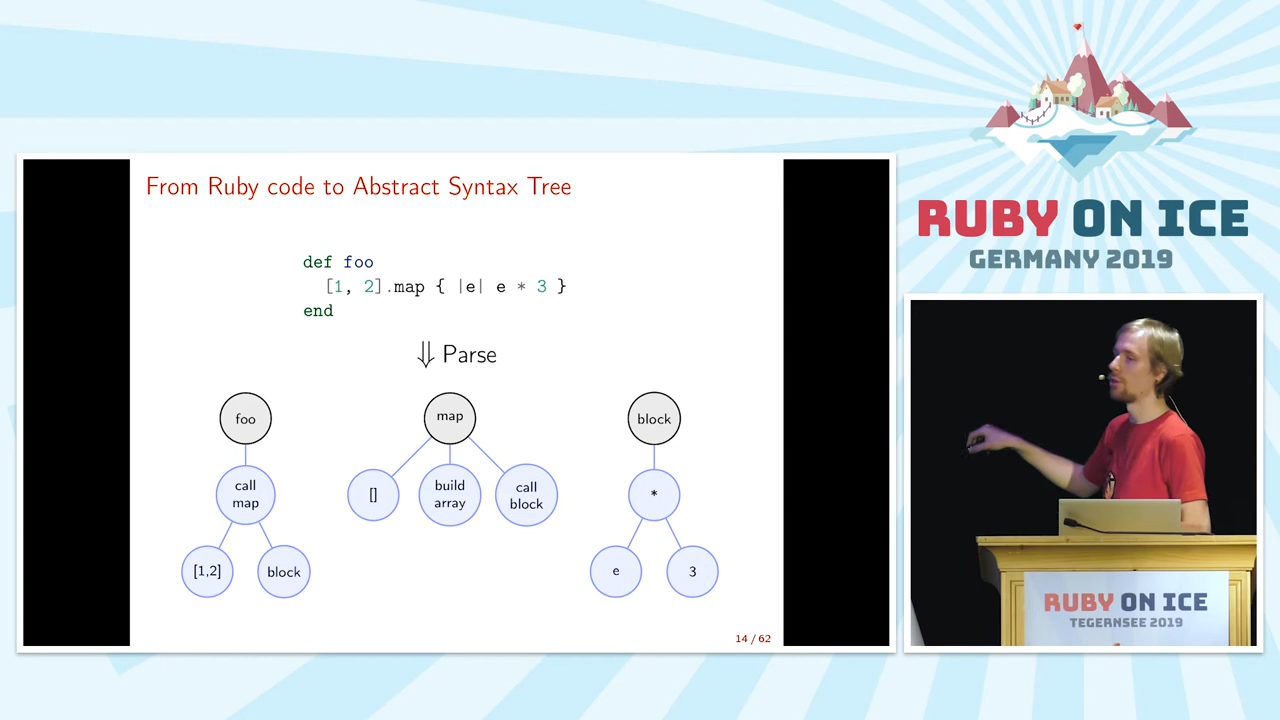 From Ruby code to Abstract Syntax Tree
def foo
[1, 2].map { |e| e * 3 }
end
⇓ Parse
foo
map
block
call
map
[]
build
array
call
block
*
[1,2]
block
e
3
14 / 62
RUBY ON ICE
GERMANY 2019
RUBY ON ICE
TEGERNSEE 2019